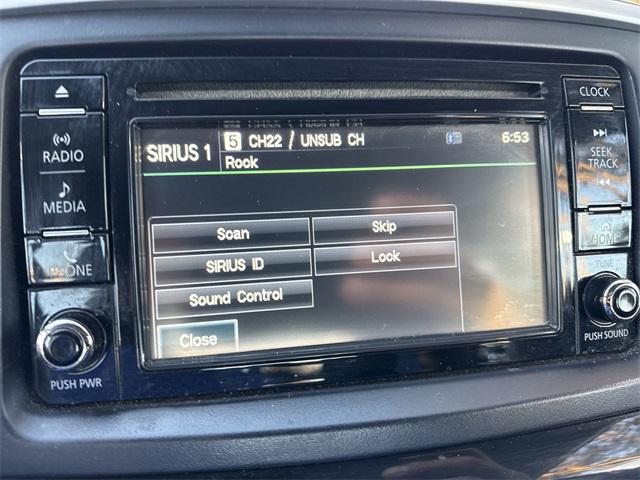 CLOCK
RADIO
MEDIA
PHONE
PUSH PWR
SIRIUS 1
5 CH22 / UNSUB CH
6:53
Rock
Scan
Skip
SIRIUS ID
Lock
Sound Control
Close
SEEK
TRACK
HOME
TUNE
PUSH SOUND